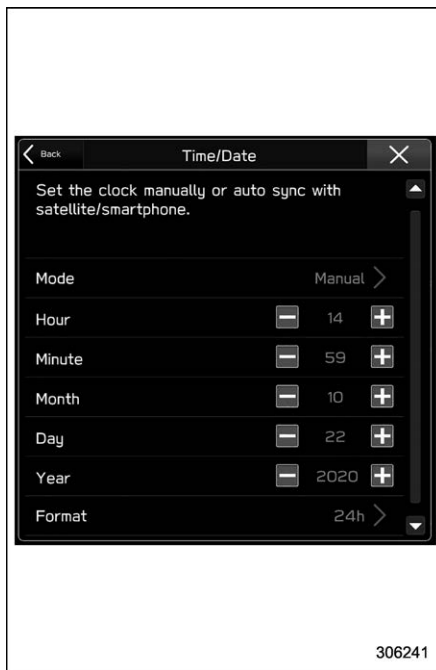 Back Time/Date
Set the clock manually or auto sync with
satellite/smartphone.
Mode Manual
Hour 14
Minute 59
Month 10
Day 22
Year 2020
Format 24h
306241